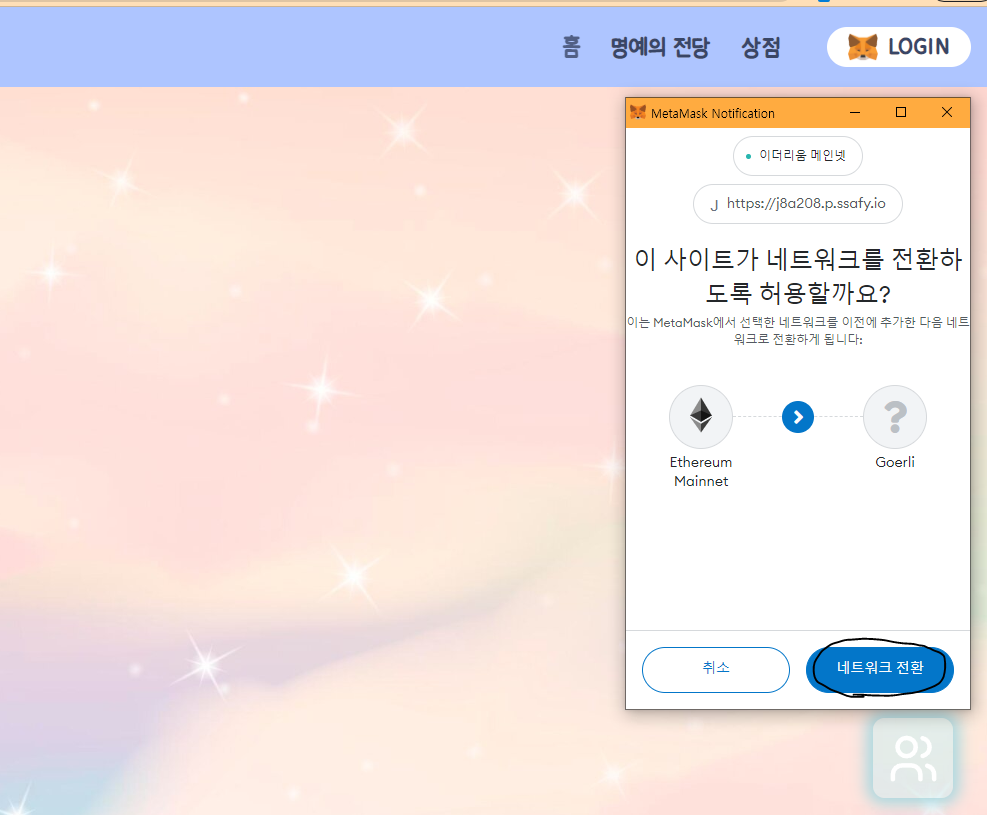 홈 명예의 전당 상점 LOGIN
MetaMask Notification
이더리움 메인넷
J https://j8a208.p.ssafy.io
이 사이트가 네트워크를 전환하
도록 허용할까요?
이는 MetaMask에서 선택한 네트워크를 이전에 추가한 다음 네트
워크로 전환하게 됩니다:
?
Ethereum
Mainnet
Goerli
취소 네트워크 전환